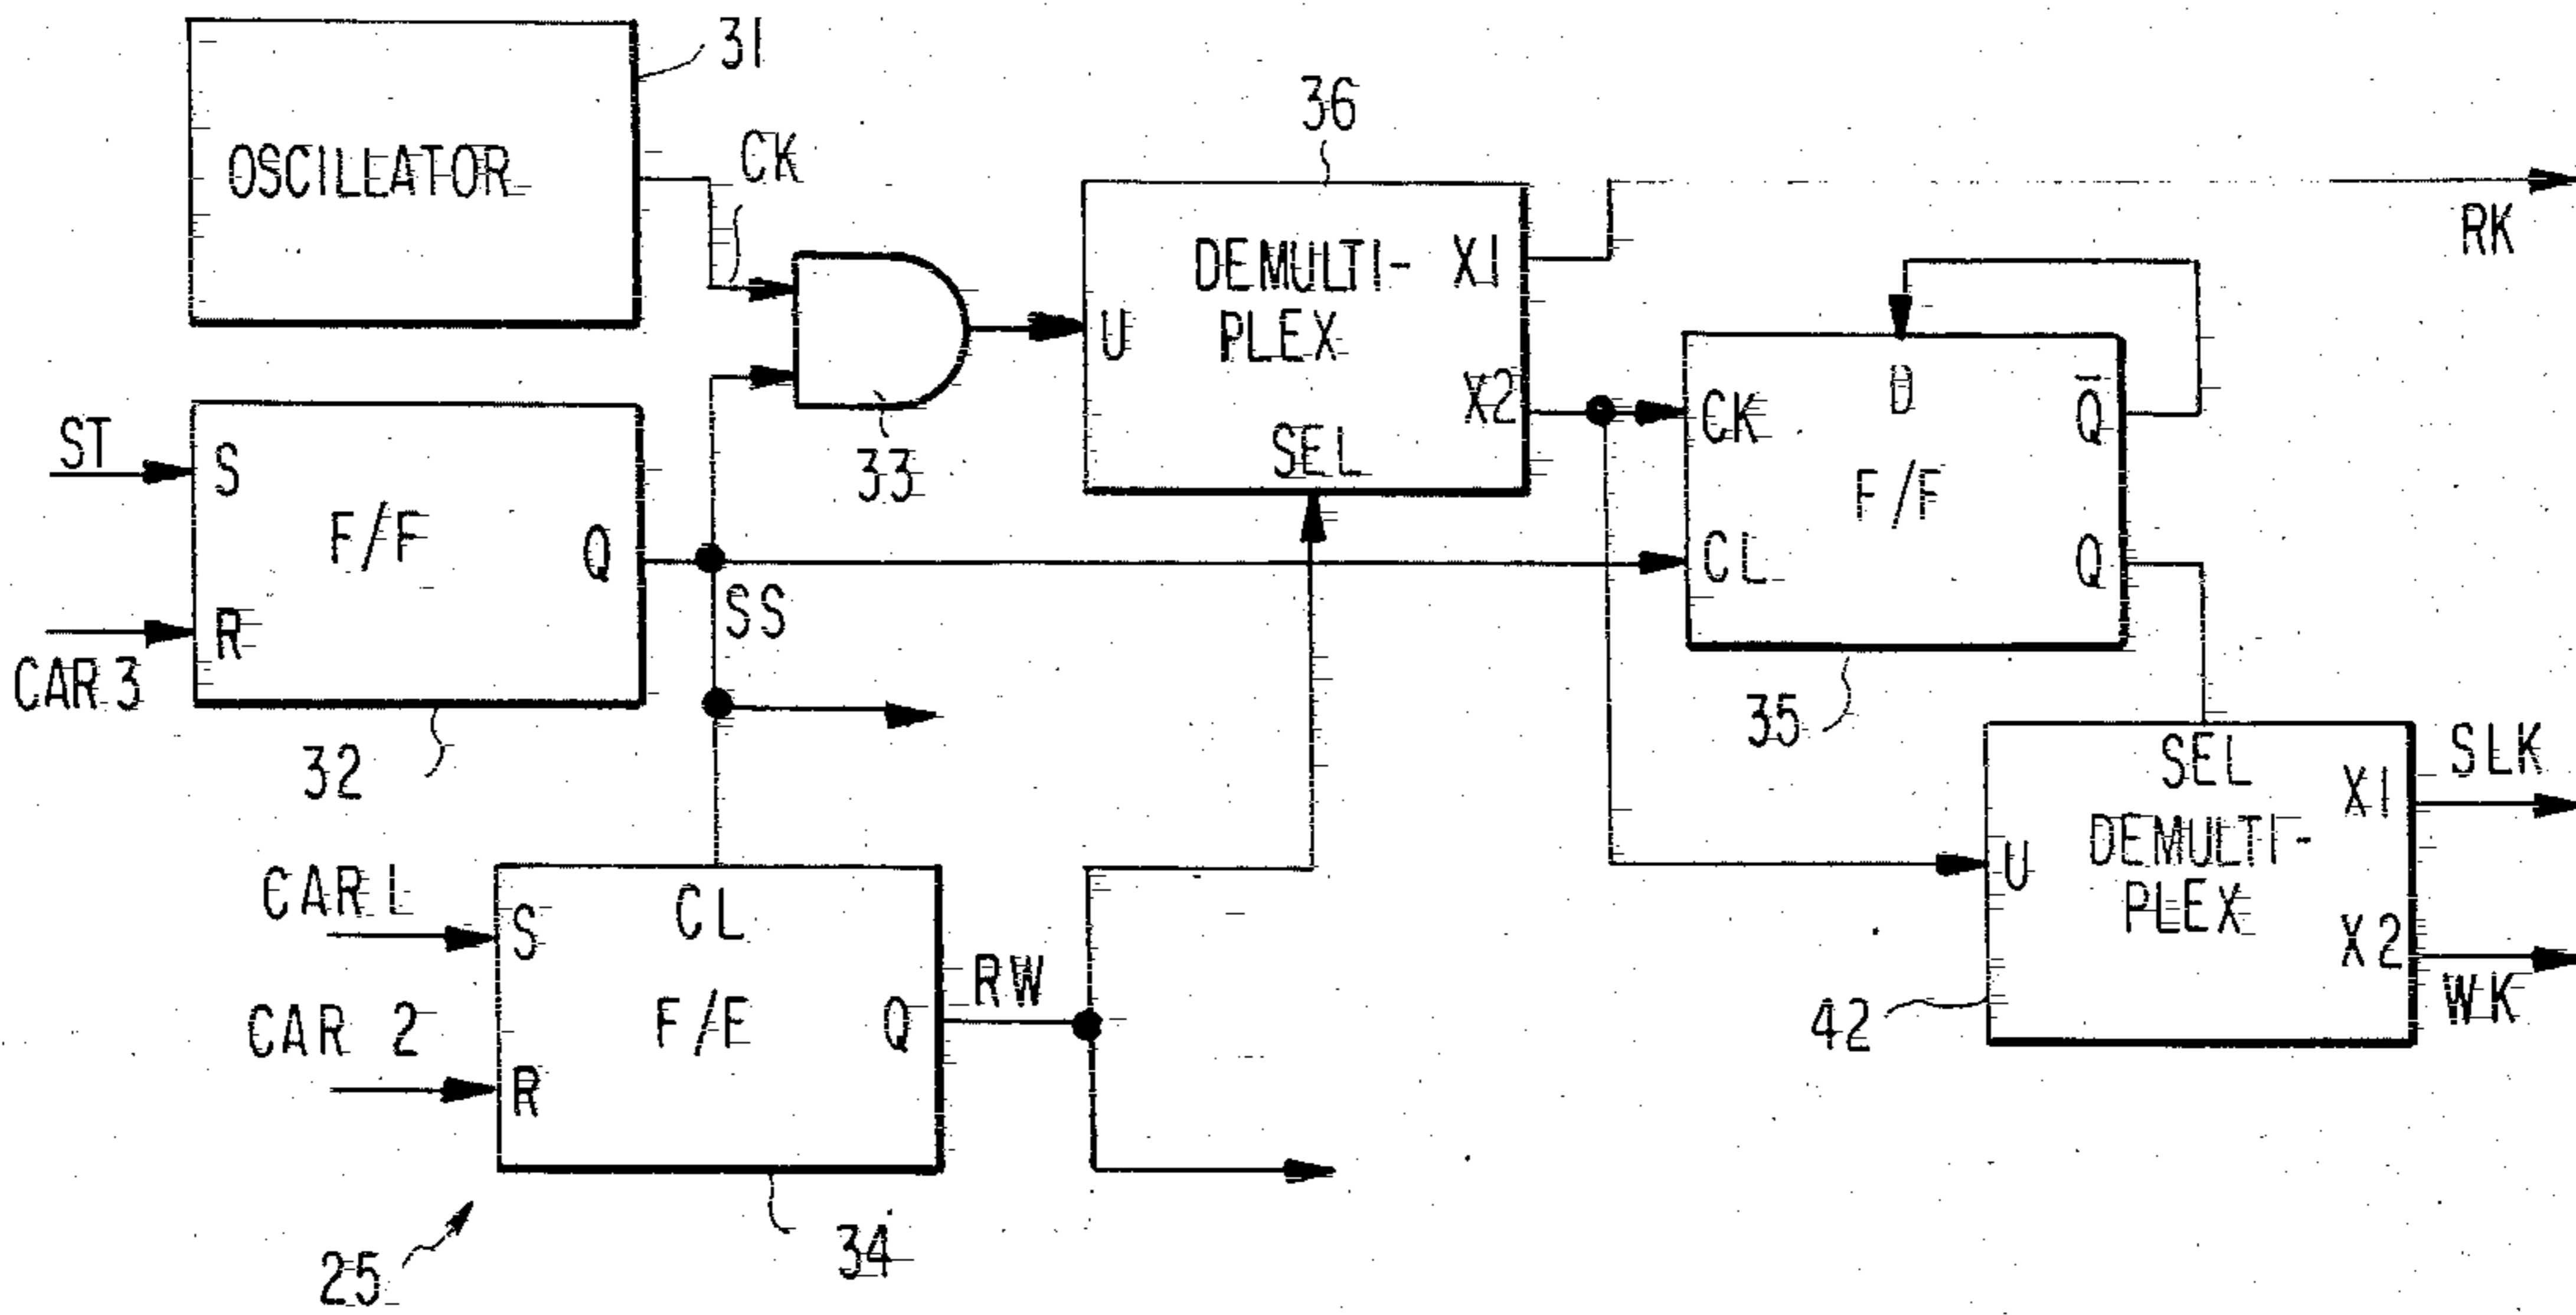 31
OSCILLATOR
CK
36
DEMULTI-
PLEX
X1
U
X2
SEL
RK
33
ST
S
F/F
Q
R
CAR 3
32
SS
D
CK
Q̄
F/F
CL
Q
35
SEL
X1
SLK
DEMULTI-
PLEX
U
X2
WK
42
CAR 1
S
CL
CAR 2
F/F
Q
RW
R
34
25